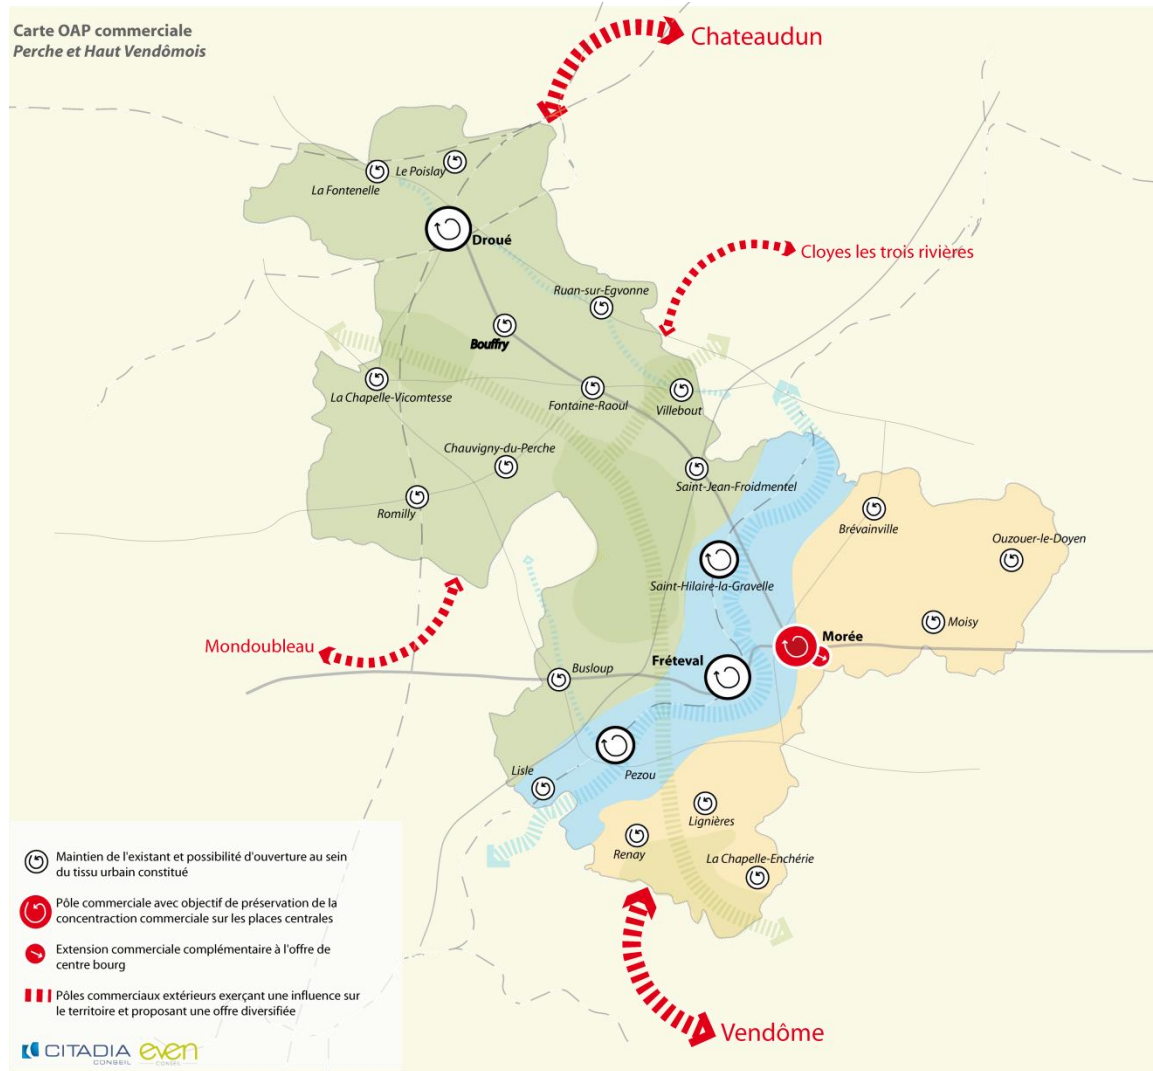 Carte OAP commerciale
Perche et Haut Vendômois
Chateaudun
Le Poislay
La Fontenelle
Droué
Cloyes les trois rivières
Ruan-sur-Egvonne
Bouffry
La Chapelle-Vicomtesse
Fontaine-Raoul
Villebout
Chauvigny-du-Perche
Saint-Jean-Froidmentel
Romilly
Brévainville
Ouzouer-le-Doyen
Saint-Hilaire-la-Gravelle
Moisy
Morée
Mondoubleau
Fréteval
Busloup
Lisle
Pezou
Lignières
Renay
La Chapelle-Enchérie
Vendôme
Maintien de l'existant et possibilité d'ouverture au sein
du tissu urbain constitué
Pôle commerciale avec objectif de préservation de la
concentraction commerciale sur les places centrales
Extension commerciale complémentaire à l'offre de
centre bourg
Pôles commerciaux extérieurs exerçant une influence sur
le territoire et proposant une offre diversifiée
CITADIA
CONSEIL
even
CONSEIL